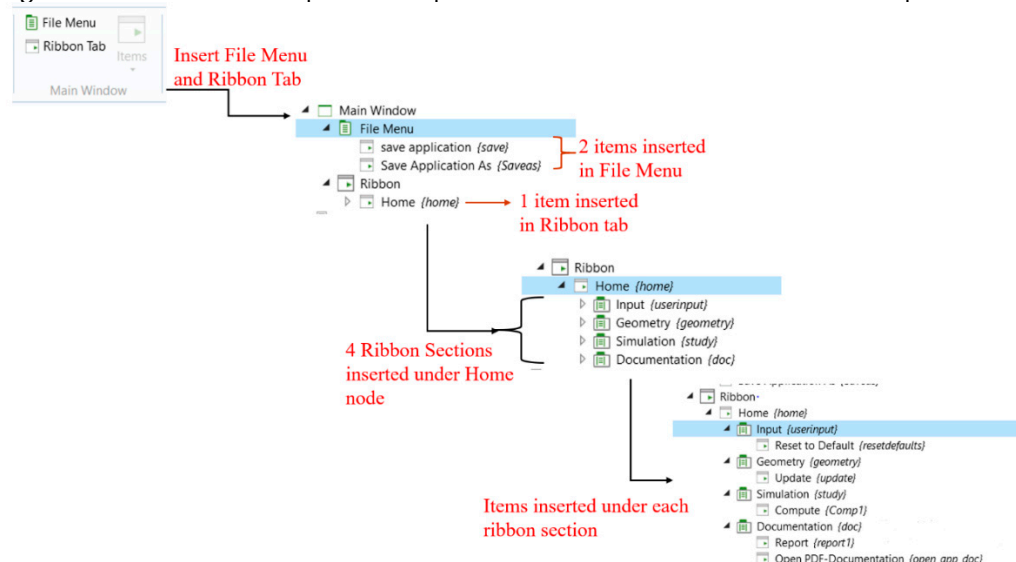 File Menu
Ribbon Tab
Items
Main Window
Insert File Menu
and Ribbon Tab
Main Window
File Menu
save application {save}
Save Application As {Saveas}
2 items inserted
in File Menu
Ribbon
Home {home}
1 item inserted
in Ribbon tab
Ribbon
Home {home}
Input {userinput}
Geometry {geometry}
Simulation {study}
Documentation {doc}
4 Ribbon Sections
inserted under Home
node
Ribbon
Home {home}
Input {userinput}
Reset to Default {resetdefaults}
Geometry {geometry}
Update {update}
Simulation {study}
Compute {Comp1}
Documentation {doc}
Report {report1}
Open PDF-Documentation {open_app_doc}
Items inserted under each
ribbon section